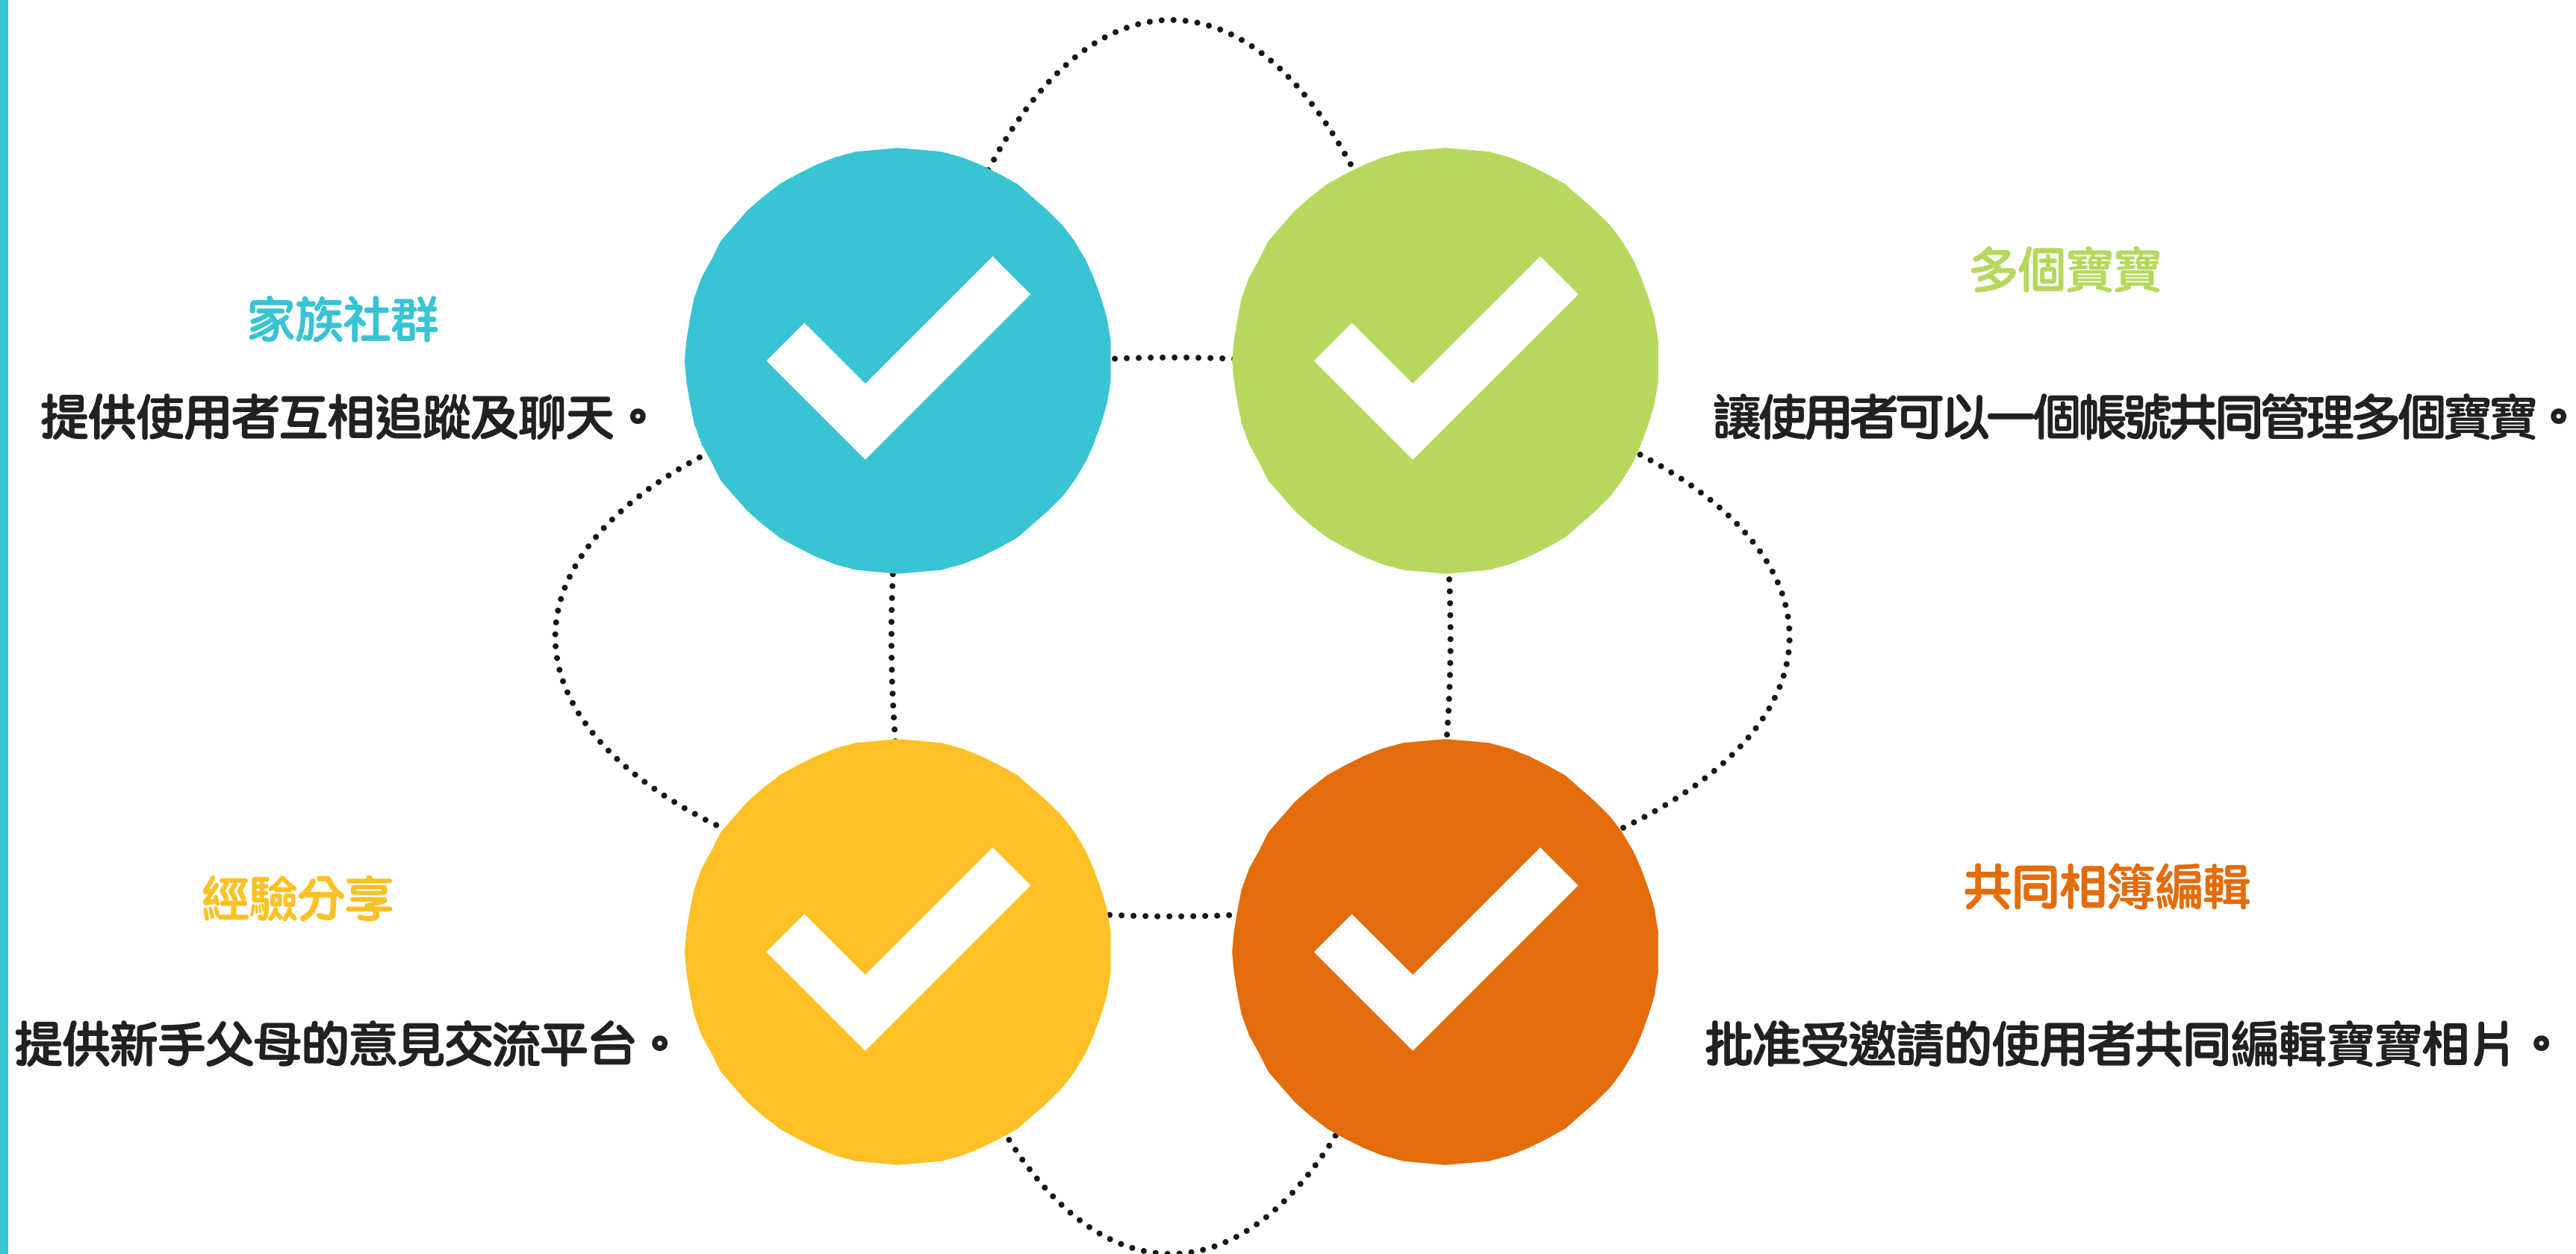 家族社群
提供使用者互相追蹤及聊天。
多個寶寶
讓使用者可以一個帳號共同管理多個寶寶。
經驗分享
提供新手父母的意見交流平台。
共同相簿編輯
批准受邀請的使用者共同編輯寶寶相片。